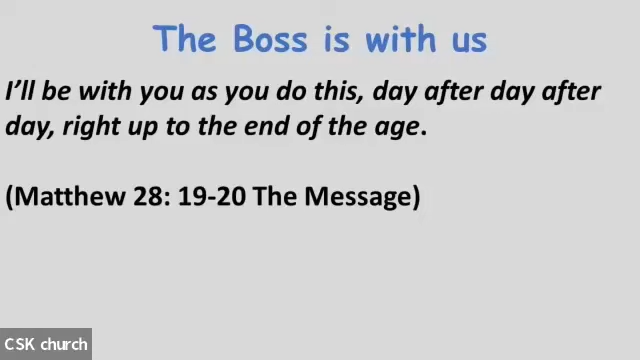 The Boss is with us
I’ll be with you as you do this, day after day after
day, right up to the end of the age.
(Matthew 28: 19-20 The Message)
CSK church